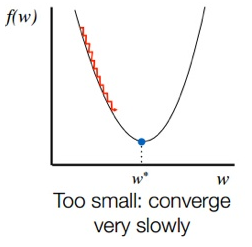 f(w)
w* w
Too small: converge
very slowly